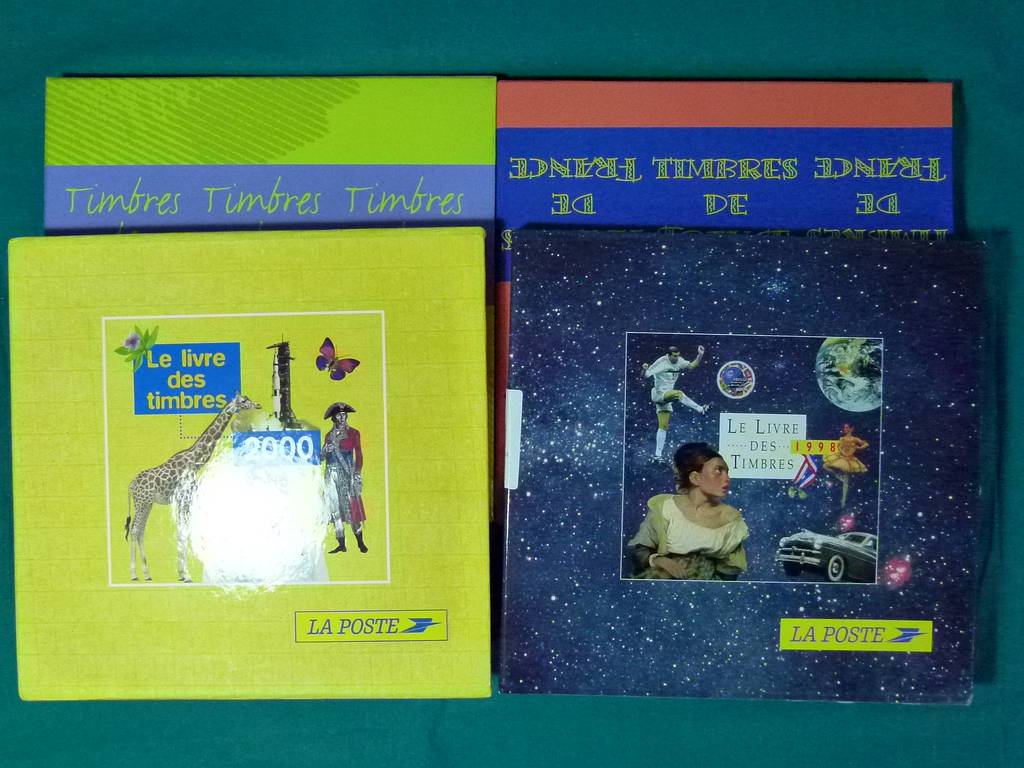 Timbres Timbres Timbres
FRANCE TIMBRES FRANCE
DE DE DE
TIMBRES
Le livre
des
timbres
2000
LA POSTE
LE LIVRE
DES 1998
TIMBRES
LA POSTE